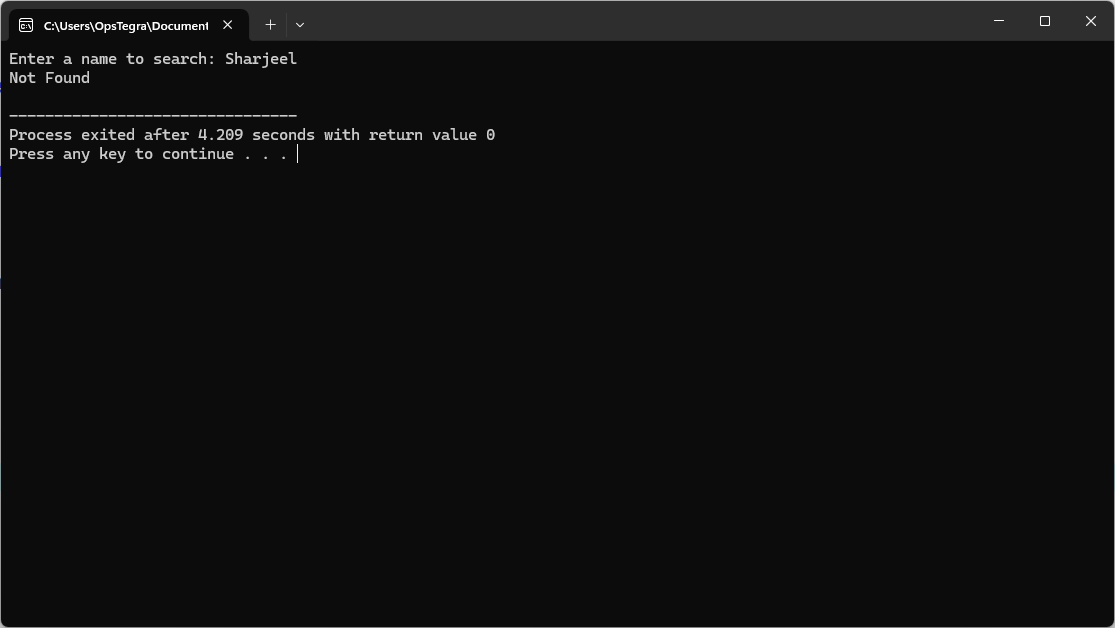 C:\Users\OpsTegra\Document
Enter a name to search: Sharjeel
Not Found
--------------------------------
Process exited after 4.209 seconds with return value 0
Press any key to continue . . .